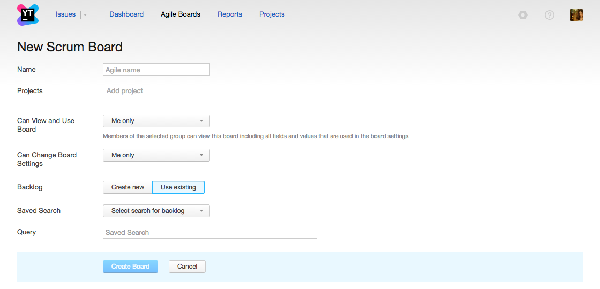 YT
Issues
Dashboard
Agile Boards
Reports
Projects
New Scrum Board
Name
Agile name
Projects
Add project
Can View and Use
Board
Me only
Members of the selected group can view this board including all fields and values that are used in the board settings
Can Change Board
Settings
Me only
Backlog
Create new
Use existing
Saved Search
Select search for backlog
Query
Saved Search
Create Board
Cancel